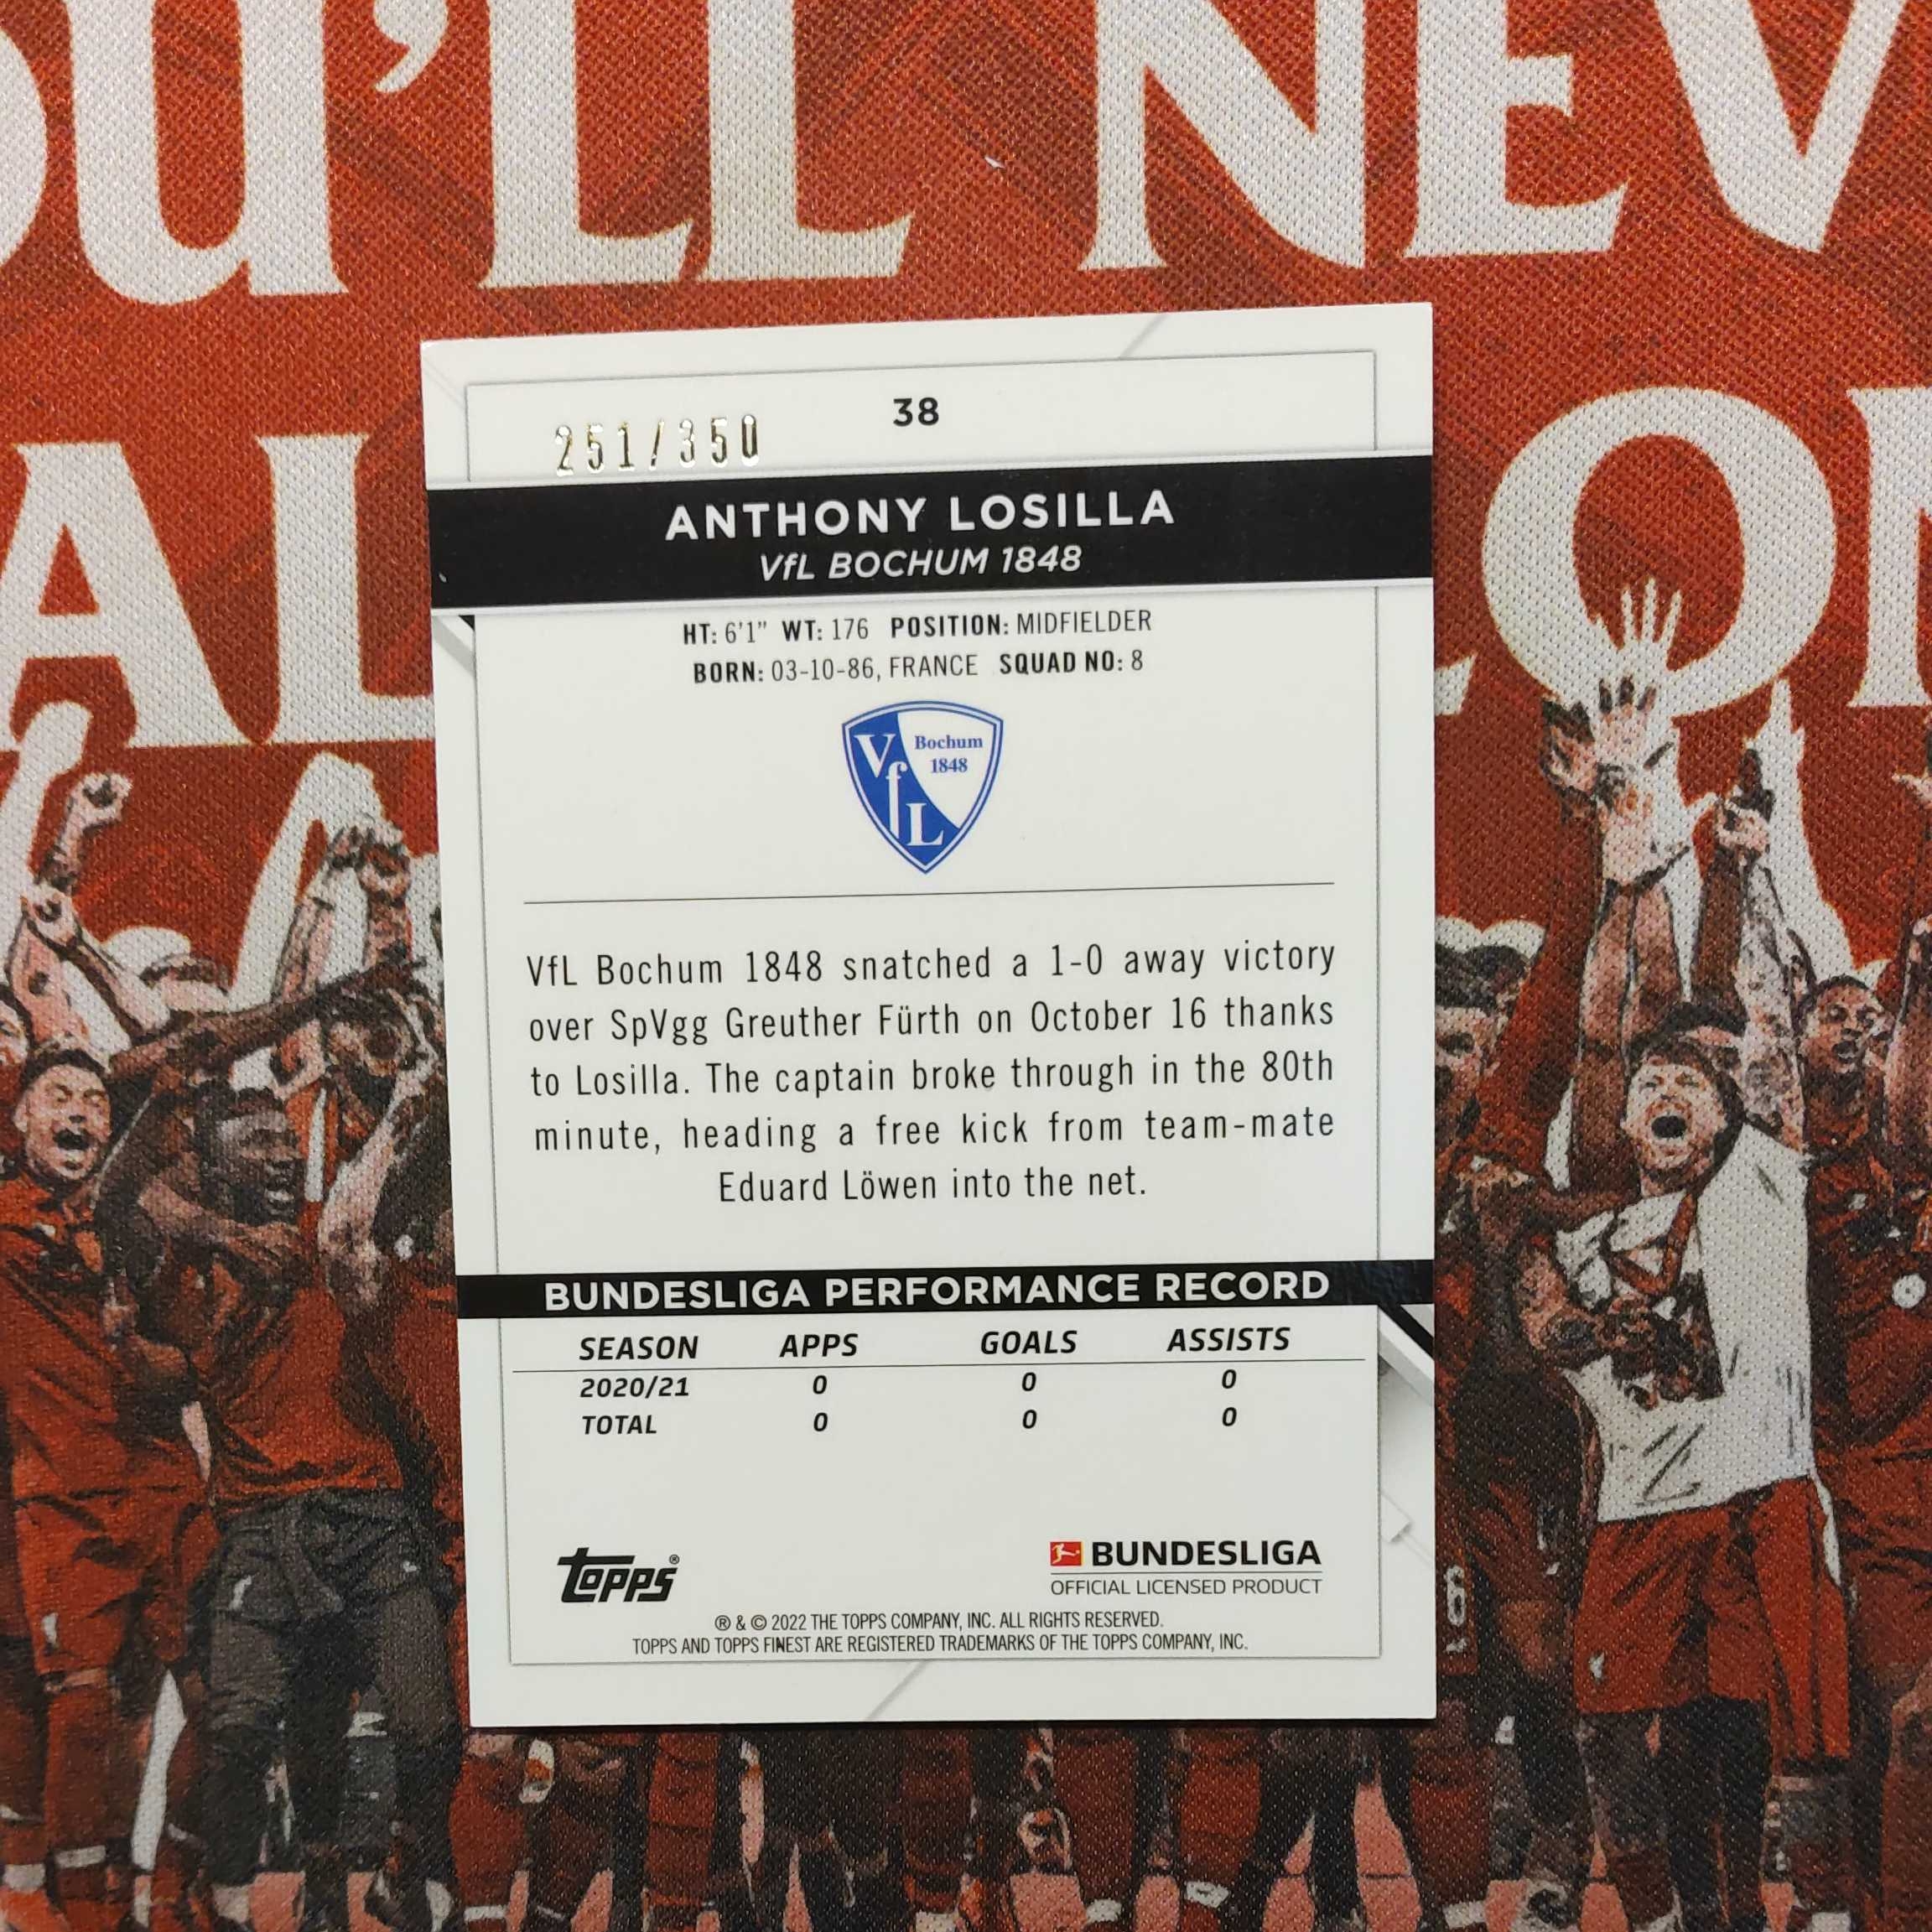 OU'LL NEV
AL
LO
38
251/350
ANTHONY LOSILLA
VfL BOCHUM 1848
HT: 6'1" WT: 176 POSITION: MIDFIELDER
BORN: 03-10-86, FRANCE SQUAD NO: 8
VfL
Bochum
1848
VfL Bochum 1848 snatched a 1-0 away victory
over SpVgg Greuther Fürth on October 16 thanks
to Losilla. The captain broke through in the 80th
minute, heading a free kick from team-mate
Eduard Löwen into the net.
BUNDESLIGA PERFORMANCE RECORD
SEASON APPS GOALS ASSISTS
2020/21 0 0 0
TOTAL 0 0 0
TOPPS®
BUNDESLIGA
OFFICIAL LICENSED PRODUCT
® & © 2022 THE TOPPS COMPANY, INC. ALL RIGHTS RESERVED.
TOPPS AND TOPPS FINEST ARE REGISTERED TRADEMARKS OF THE TOPPS COMPANY, INC.